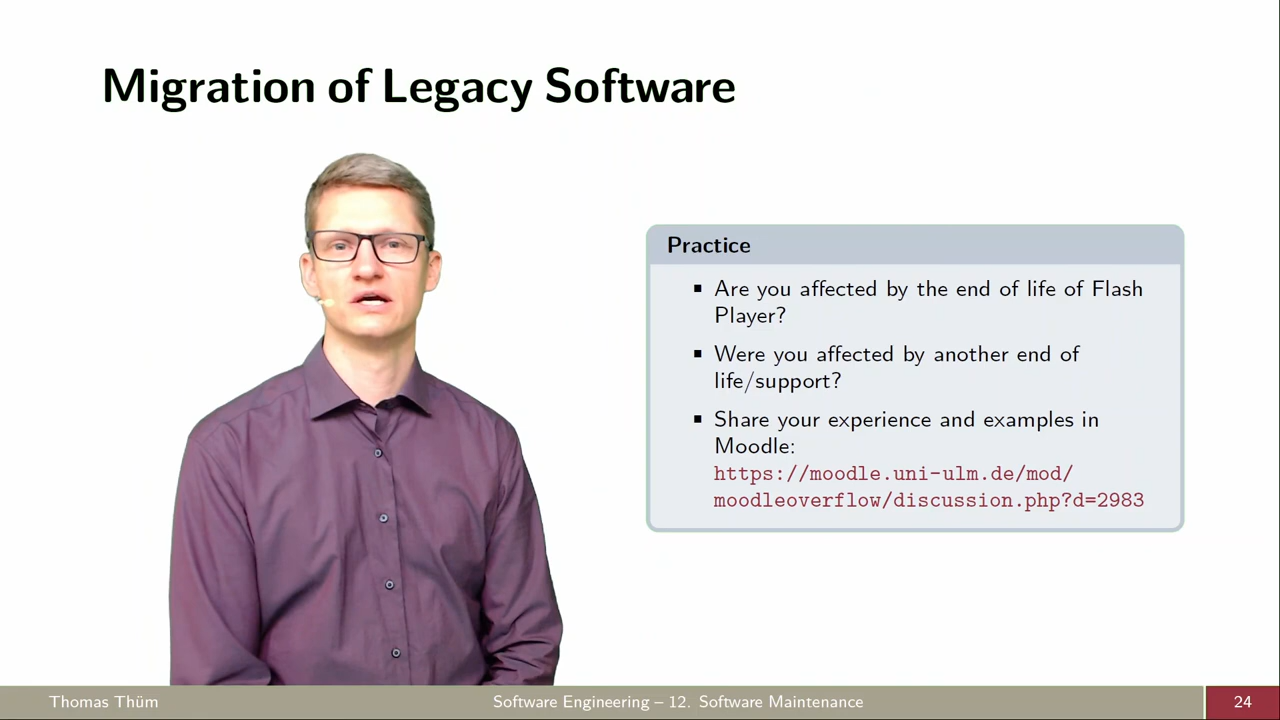 Migration of Legacy Software
Practice
▪ Are you affected by the end of life of Flash
Player?
▪ Were you affected by another end of
life/support?
▪ Share your experience and examples in
Moodle:
https://moodle.uni-ulm.de/mod/
moodleoverflow/discussion.php?d=2983
Thomas Thüm
Software Engineering – 12. Software Maintenance
24